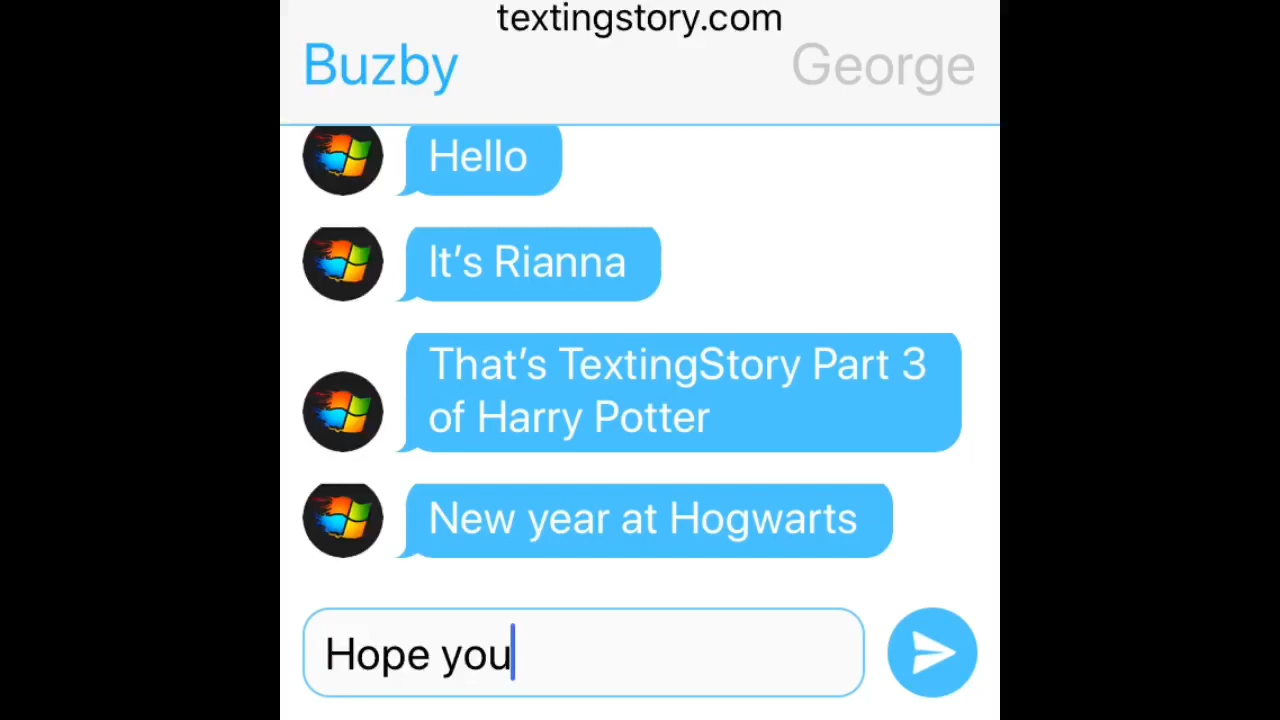 textingstory.com
Buzby
George
Hello
It’s Rianna
That’s TextingStory Part 3
of Harry Potter
New year at Hogwarts
Hope you